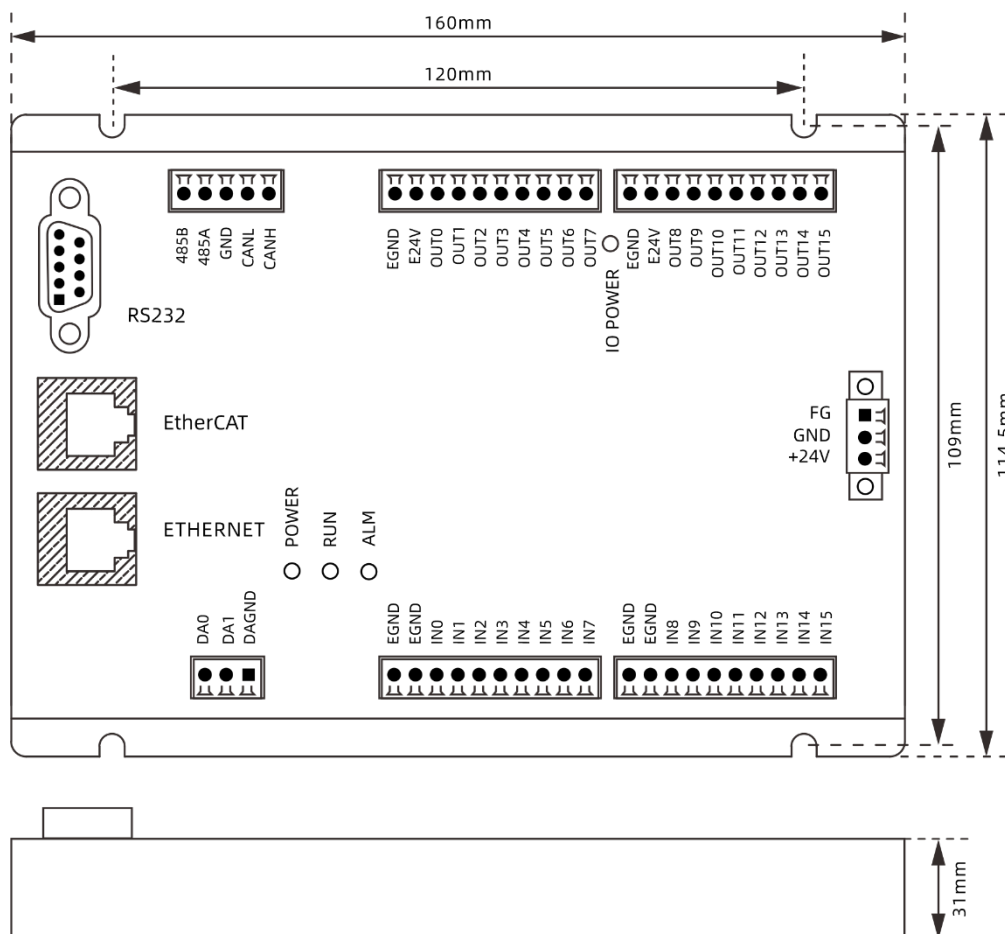 160mm
120mm
485B
485A
GND
CANL
CANH
EGND
E24V
OUT0
OUT1
OUT2
OUT3
OUT4
OUT5
OUT6
OUT7
IO POWER
EGND
E24V
OUT8
OUT9
OUT10
OUT11
OUT12
OUT13
OUT14
OUT15
RS232
EtherCAT
FG
GND
+24V
109mm
114.5mm
ETHERNET
POWER
RUN
ALM
DA0
DA1
DAGND
EGND
EGND
IN0
IN1
IN2
IN3
IN4
IN5
IN6
IN7
EGND
EGND
IN8
IN9
IN10
IN11
IN12
IN13
IN14
IN15
31mm